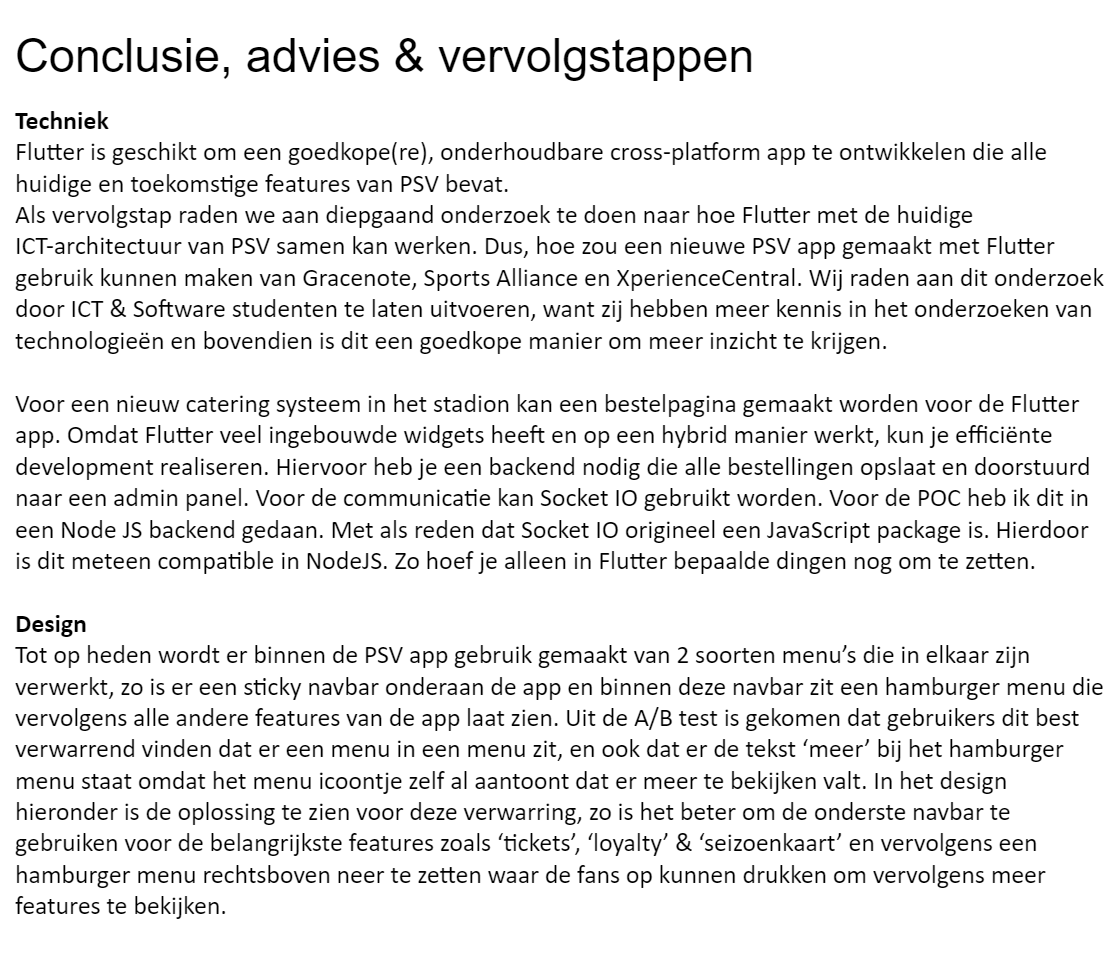 Conclusie, advies & vervolgstappen
Techniek
Flutter is geschikt om een goedkope(re), onderhoudbare cross-platform app te ontwikkelen die alle
huidige en toekomstige features van PSV bevat.
Als vervolgstap raden we aan diepgaand onderzoek te doen naar hoe Flutter met de huidige
ICT-architectuur van PSV samen kan werken. Dus, hoe zou een nieuwe PSV app gemaakt met Flutter
gebruik kunnen maken van Gracenote, Sports Alliance en XperienceCentral. Wij raden aan dit onderzoek
door ICT & Software studenten te laten uitvoeren, want zij hebben meer kennis in het onderzoeken van
technologieën en bovendien is dit een goedkope manier om meer inzicht te krijgen.
Voor een nieuw catering systeem in het stadion kan een bestelpagina gemaakt worden voor de Flutter
app. Omdat Flutter veel ingebouwde widgets heeft en op een hybrid manier werkt, kun je efficiënte
development realiseren. Hiervoor heb je een backend nodig die alle bestellingen opslaat en doorstuurd
naar een admin panel. Voor de communicatie kan Socket IO gebruikt worden. Voor de POC heb ik dit in
een Node JS backend gedaan. Met als reden dat Socket IO origineel een JavaScript package is. Hierdoor
is dit meteen compatible in NodeJS. Zo hoef je alleen in Flutter bepaalde dingen nog om te zetten.
Design
Tot op heden wordt er binnen de PSV app gebruik gemaakt van 2 soorten menu’s die in elkaar zijn
verwerkt, zo is er een sticky navbar onderaan de app en binnen deze navbar zit een hamburger menu die
vervolgens alle andere features van de app laat zien. Uit de A/B test is gekomen dat gebruikers dit best
verwarrend vinden dat er een menu in een menu zit, en ook dat er de tekst ‘meer’ bij het hamburger
menu staat omdat het menu icoontje zelf al aantoont dat er meer te bekijken valt. In het design
hieronder is de oplossing te zien voor deze verwarring, zo is het beter om de onderste navbar te
gebruiken voor de belangrijkste features zoals ‘tickets’, ‘loyalty’ & ‘seizoenkaart’ en vervolgens een
hamburger menu rechtsboven neer te zetten waar de fans op kunnen drukken om vervolgens meer
features te bekijken.